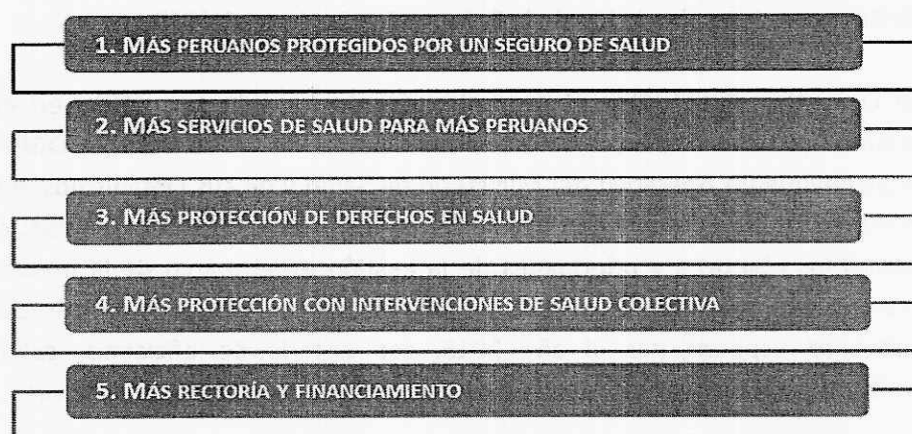 1. MÁS PERUANOS PROTEGIDOS POR UN SEGURO DE SALUD
2. MÁS SERVICIOS DE SALUD PARA MÁS PERUANOS
3. MÁS PROTECCIÓN DE DERECHOS EN SALUD
4. MÁS PROTECCIÓN CON INTERVENCIONES DE SALUD COLECTIVA
5. MÁS RECTORÍA Y FINANCIAMIENTO